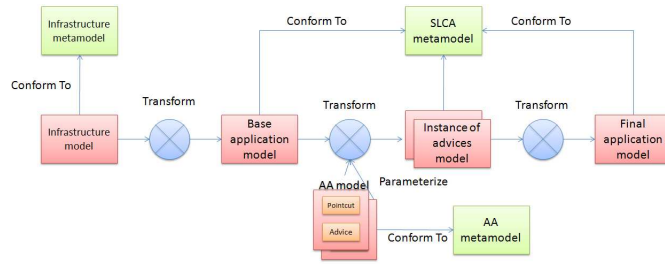 Infrastructure
metamodel
Conform To
SLCA
metamodel
Conform To
Conform To
Transform
Transform
Transform
Infrastructure
model
Base
application
model
Instance of
advices model
Final
application
model
AA model
Parameterize
Pointcut
Advice
Conform To
AA
metamodel